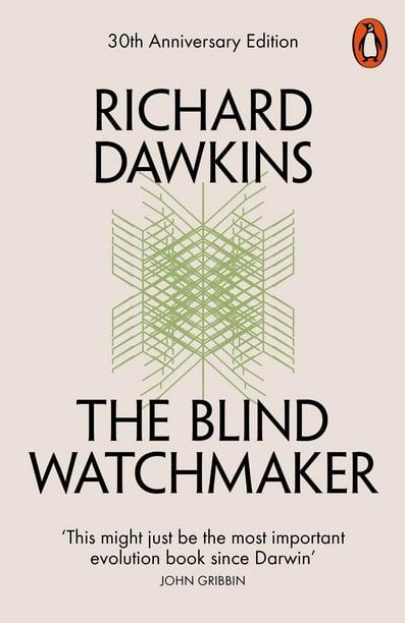 30th Anniversary Edition
RICHARD
DAWKINS
THE BLIND
WATCHMAKER
‘This might just be the most important
evolution book since Darwin’
JOHN GRIBBIN